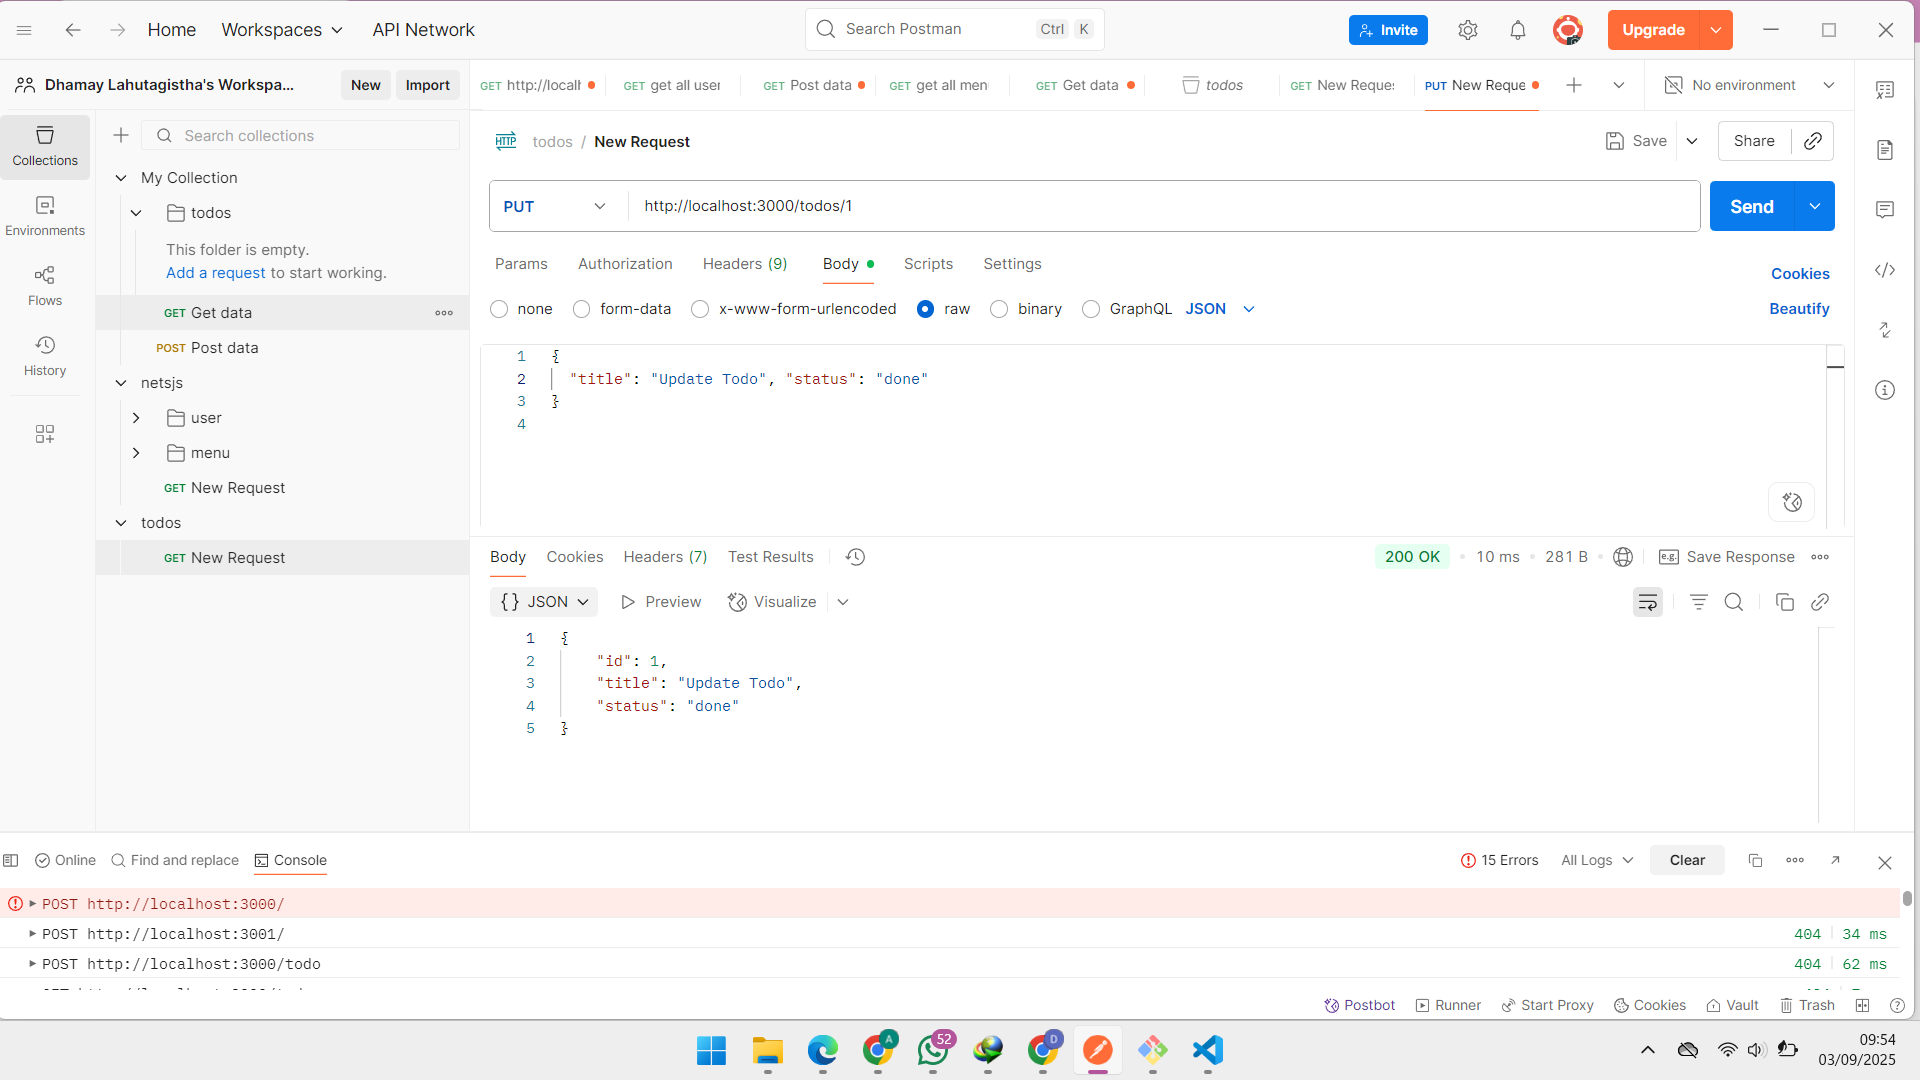 Home Workspaces API Network Search Postman Ctrl K Invite Upgrade
Dhamay Lahutagistha's Workspa... New Import
GET http://localh GET get all user POST Post data GET get all men GET Get data todos GET New Reques PUT New Reque No environment
Collections
Environments
Flows
History
Search collections
My Collection
todos
This folder is empty.
Add a request to start working.
GET Get data
POST Post data
netsjs
user
menu
GET New Request
todos
GET New Request
HTTP todos / New Request Save Share
PUT http://localhost:3000/todos/1 Send
Params Authorization Headers (9) Body Scripts Settings Cookies
none form-data x-www-form-urlencoded raw binary GraphQL JSON Beautify
1 {
2 "title": "Update Todo", "status": "done"
3 }
4
Body Cookies Headers (7) Test Results 200 OK 10 ms 281 B e.g. Save Response
{} JSON Preview Visualize
1 {
2 "id": 1,
3 "title": "Update Todo",
4 "status": "done"
5 }
Online Find and replace Console 15 Errors All Logs Clear
POST http://localhost:3000/
POST http://localhost:3001/ 404 34 ms
POST http://localhost:3000/todo 404 62 ms
Postbot Runner Start Proxy Cookies Vault Trash
A 52 D
09:54
03/09/2025